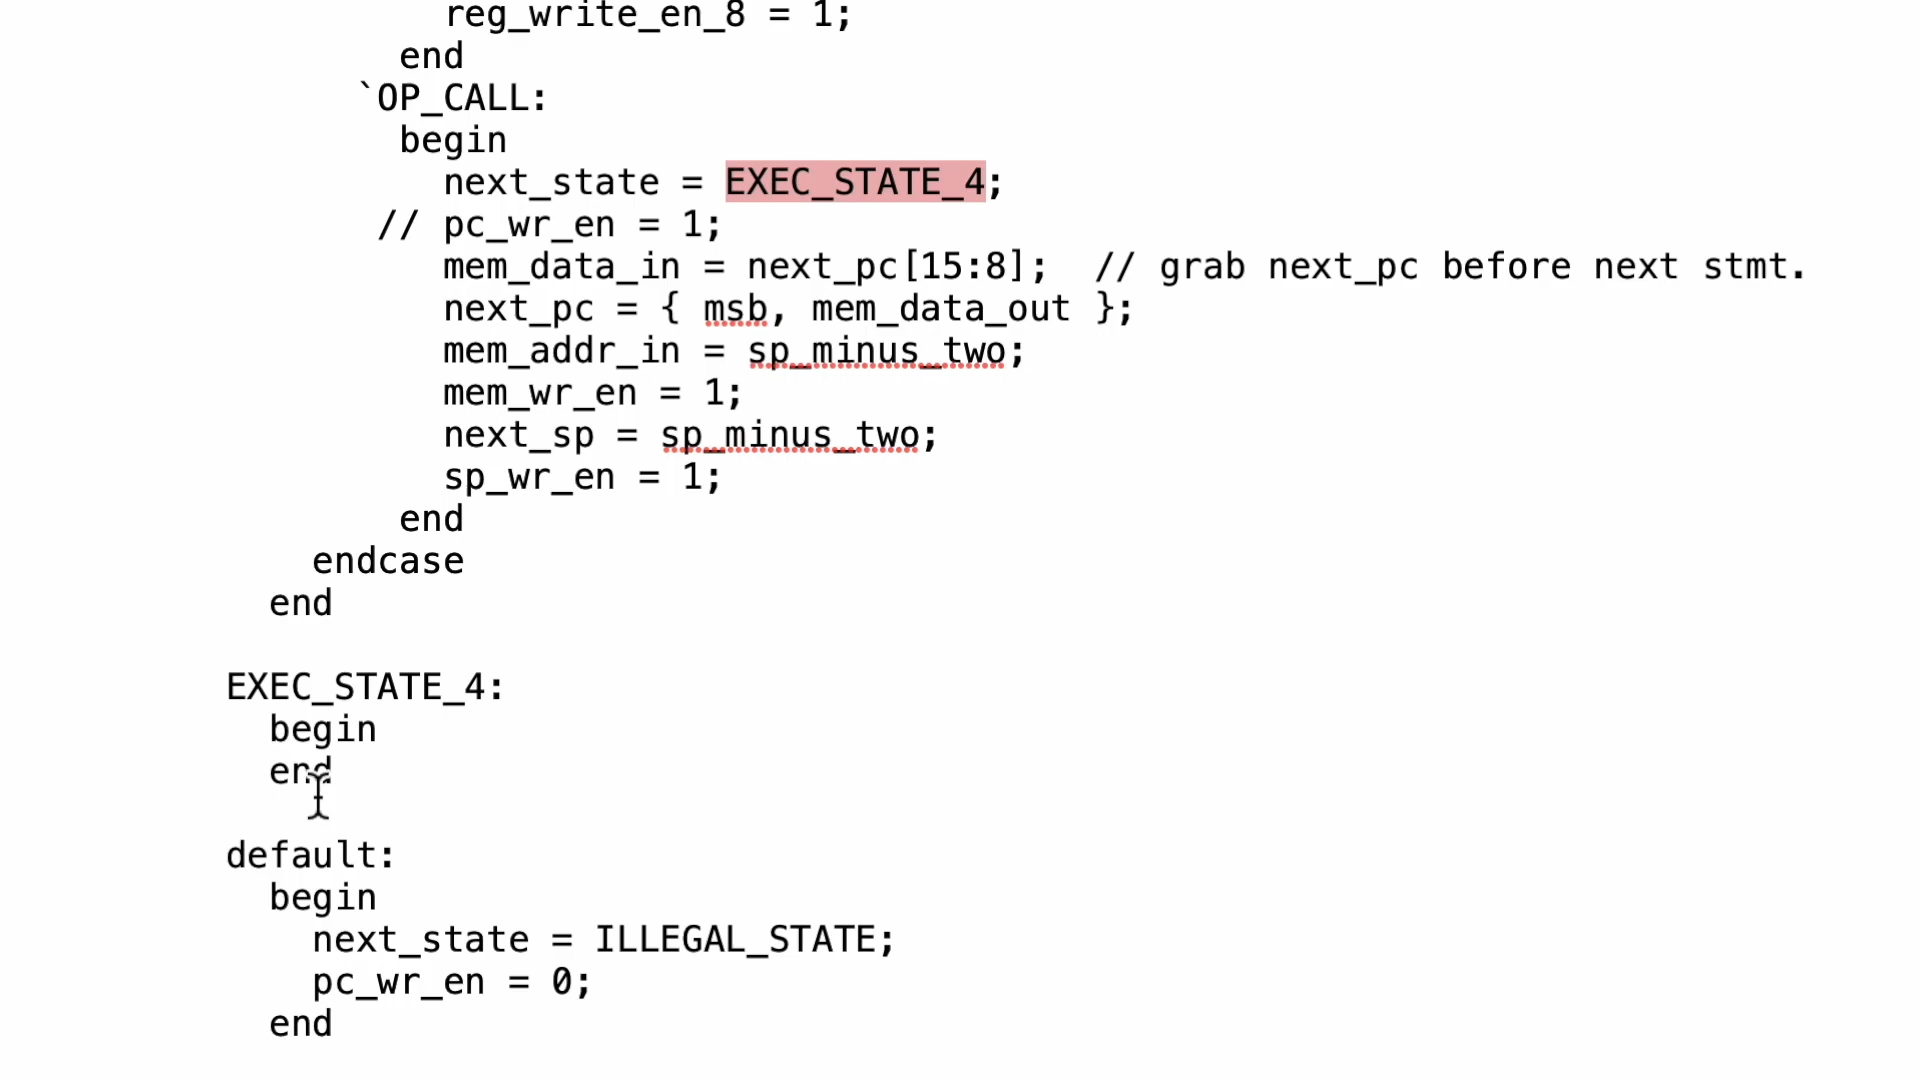 reg_write_en_8 = 1;
end
`OP_CALL:
begin
next_state = EXEC_STATE_4;
// pc_wr_en = 1;
mem_data_in = next_pc[15:8]; // grab next_pc before next stmt.
next_pc = { msb, mem_data_out };
mem_addr_in = sp_minus_two;
mem_wr_en = 1;
next_sp = sp_minus_two;
sp_wr_en = 1;
end
endcase
end
EXEC_STATE_4:
begin
end
default:
begin
next_state = ILLEGAL_STATE;
pc_wr_en = 0;
end